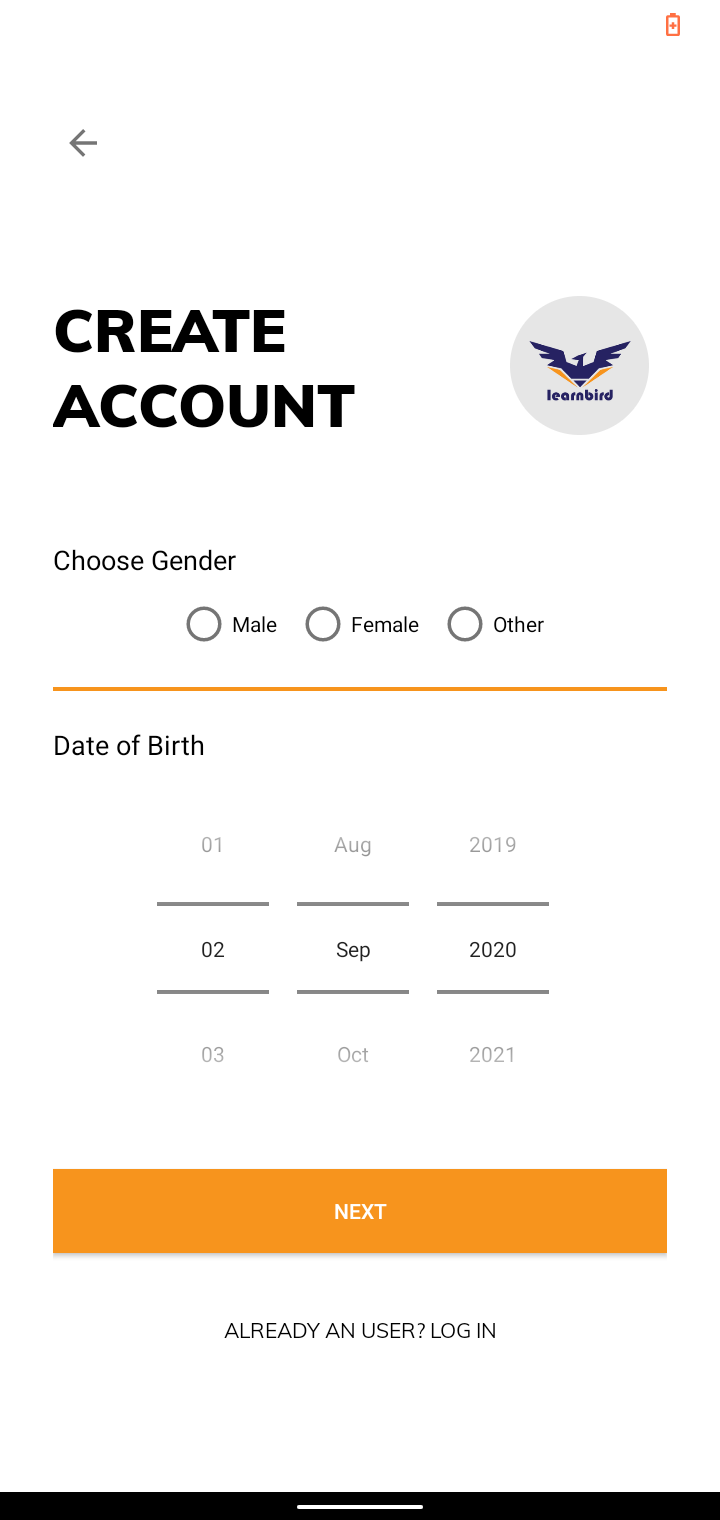 CREATE
ACCOUNT
learnbird
Choose Gender
Male Female Other
Date of Birth
01 Aug 2019
02 Sep 2020
03 Oct 2021
NEXT
ALREADY AN USER? LOG IN